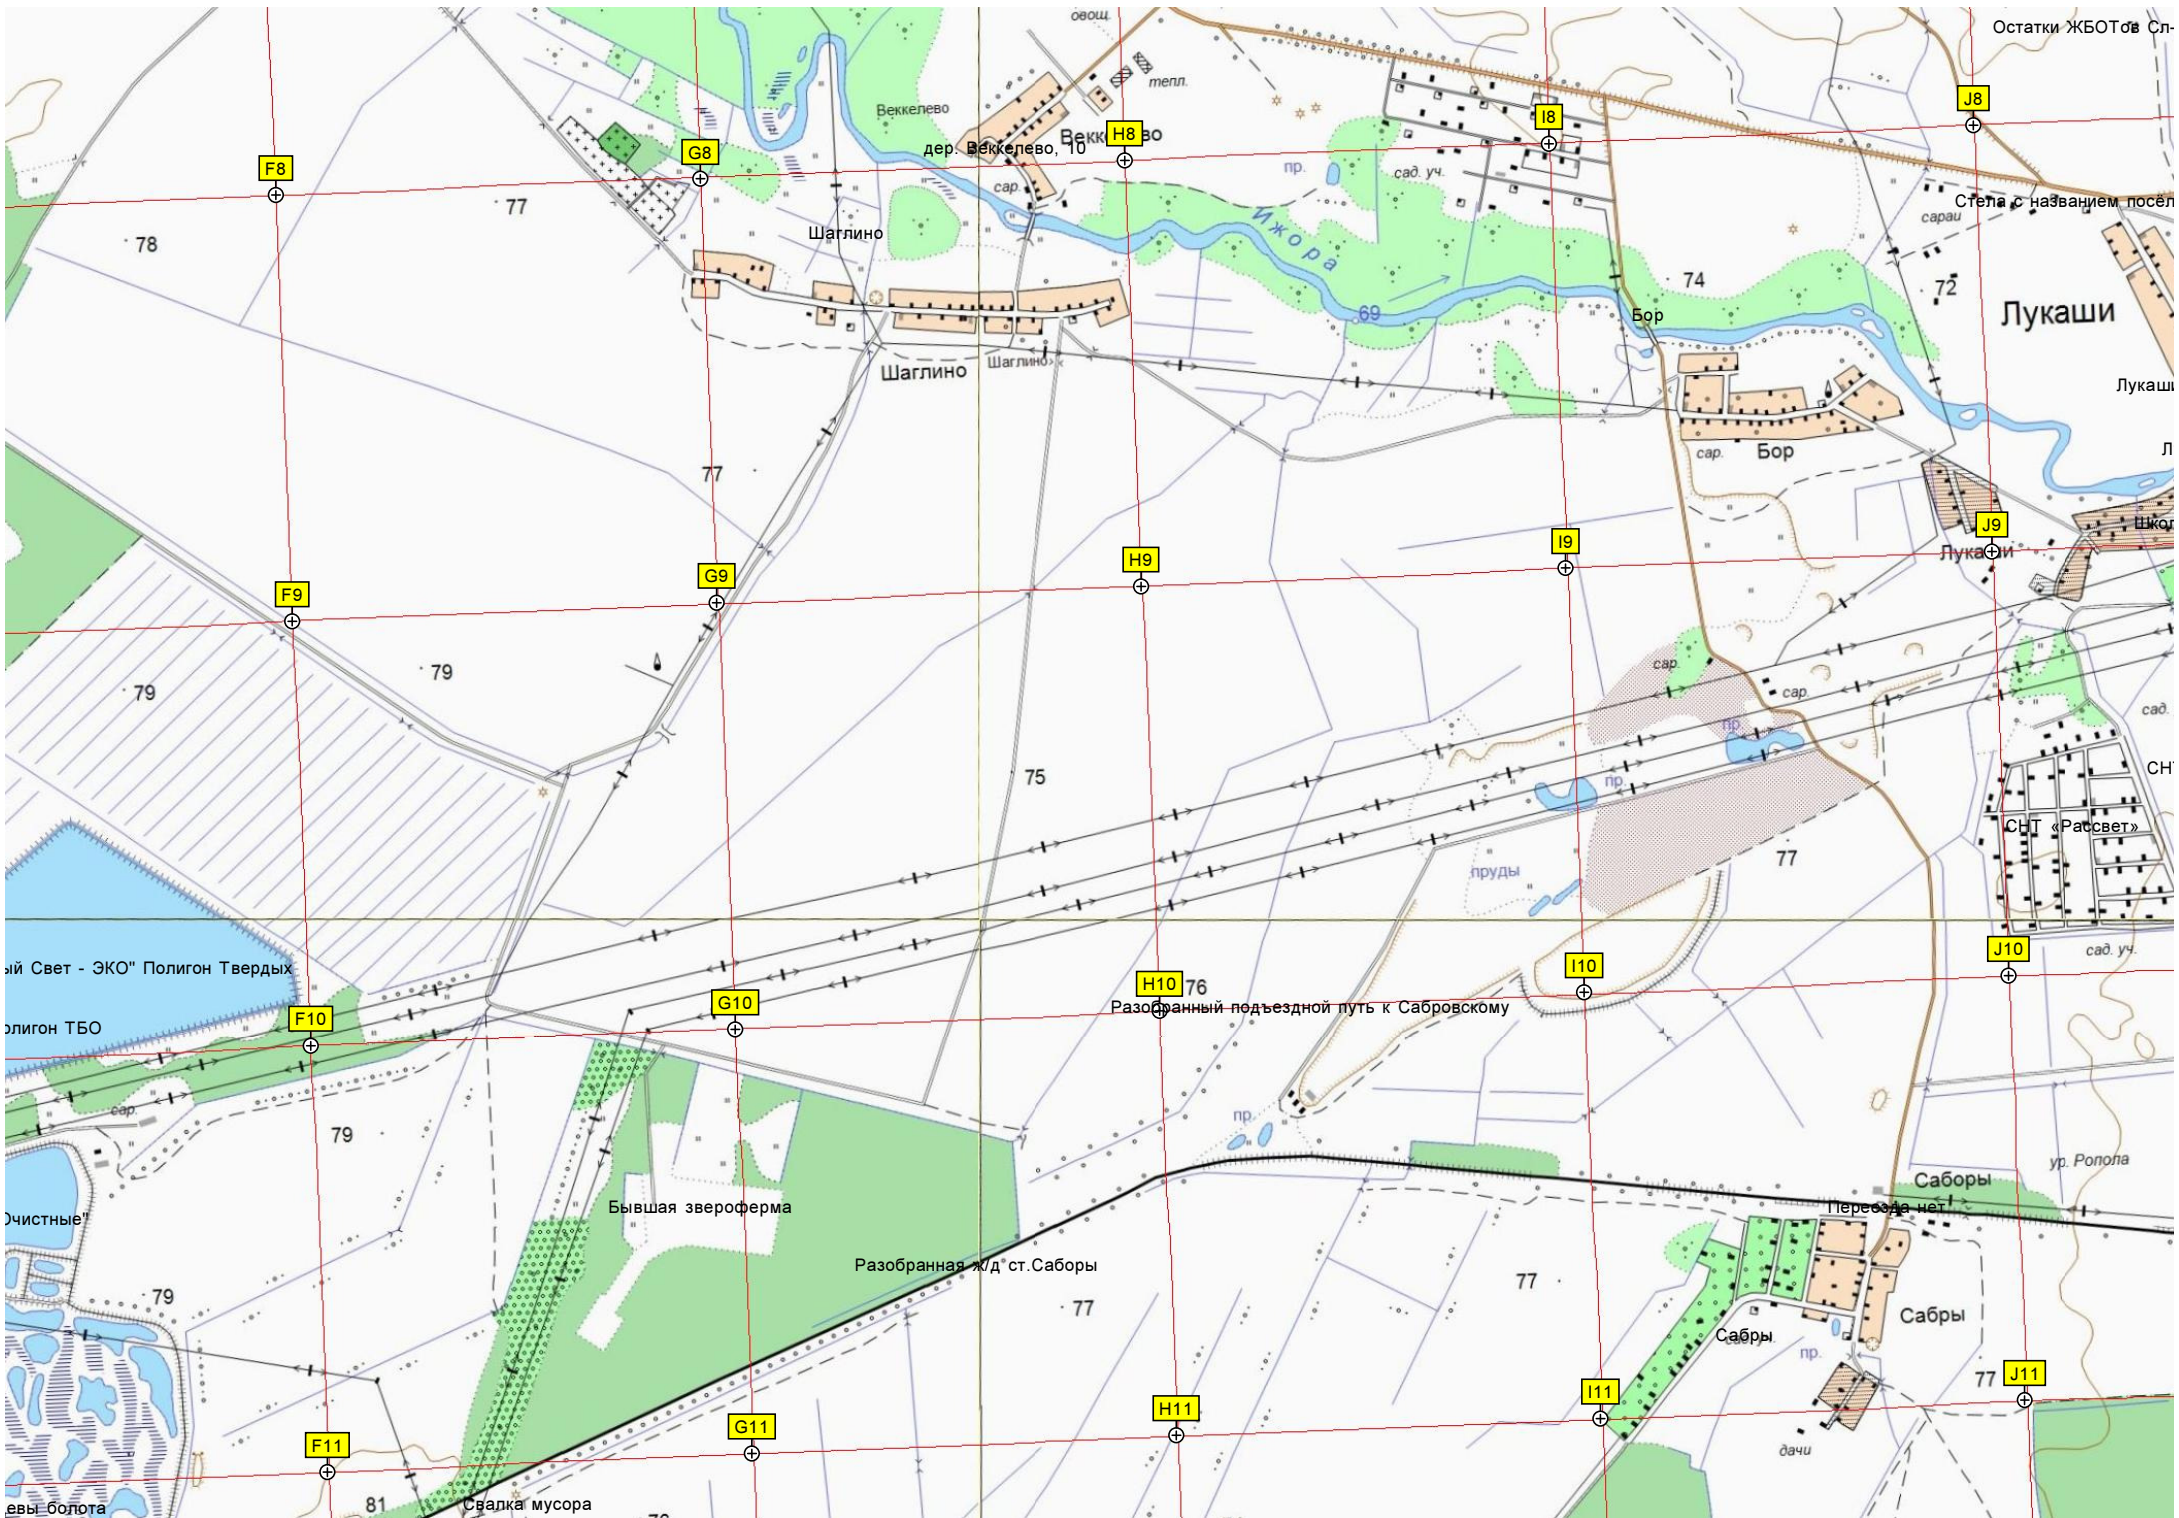 овощ.
Остатки ЖБОТов Сл-
тепл.
J8
Веккелево
I8
H8
Веккелево
дер. Веккелево, 10
G8
F8
пр.
сад. уч.
сар.
77
Стела с названием посёл
сараи
Ижора
Шаглино
78
74
72
Лукаши
69
Бор
Шаглино
Шаглино
Лукаши
сар.
Бор
Л
77
J9
Школ
I9
Лукаши
H9
G9
F9
сар.
79
79
сар.
сад.
пр.
75
пр.
СНТ
СНТ «Рассвет»
77
пруды
J10
сад. уч.
ый Свет - ЭКО" Полигон Твердых
I10
H10
76
G10
Разобранный подъездной путь к Сабровскому
F10
олигон ТБО
сар.
пр.
79
ур. Ропола
Саборы
Бывшая звероферма
Переезда нет
Очистные"
Разобранная ж/д ст.Саборы
77
79
77
Сабры
Сабры
пр.
77
J11
I11
H11
G11
F11
дачи
81
Свалка мусора
евы болота